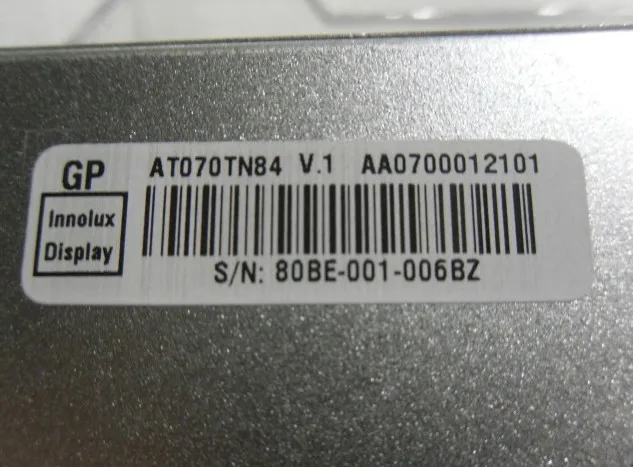 GP AT070TN84 V.1 AA0700012101
Innolux
Display
S/N: 80BE-001-006BZ